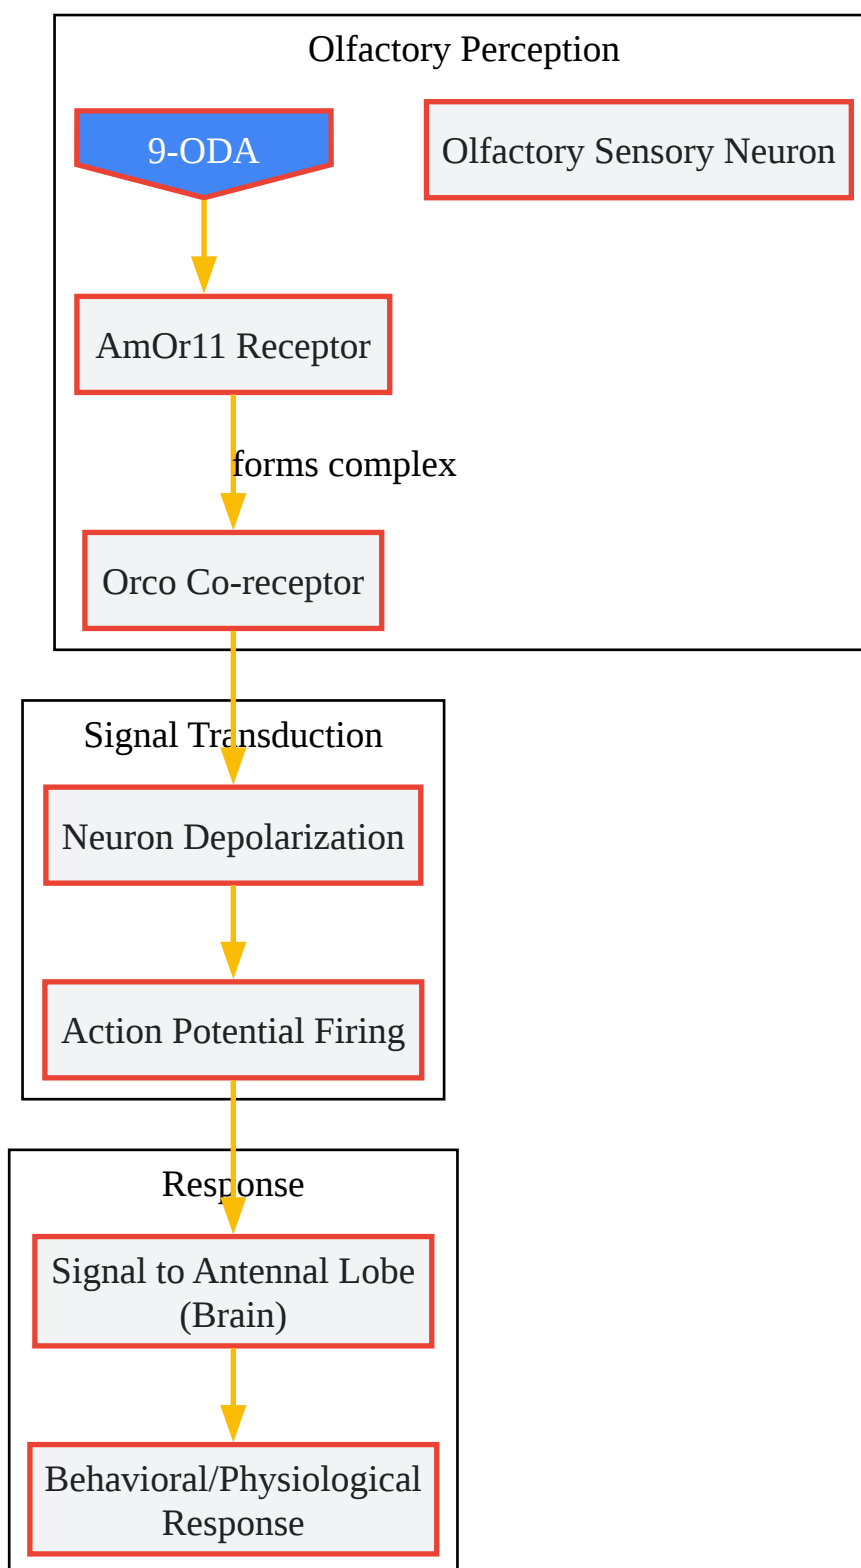 Olfactory Perception
9-ODA
Olfactory Sensory Neuron
AmOr11 Receptor
forms complex
Orco Co-receptor
Signal Transduction
Neuron Depolarization
Action Potential Firing
Response
Signal to Antennal Lobe
(Brain)
Behavioral/Physiological
Response